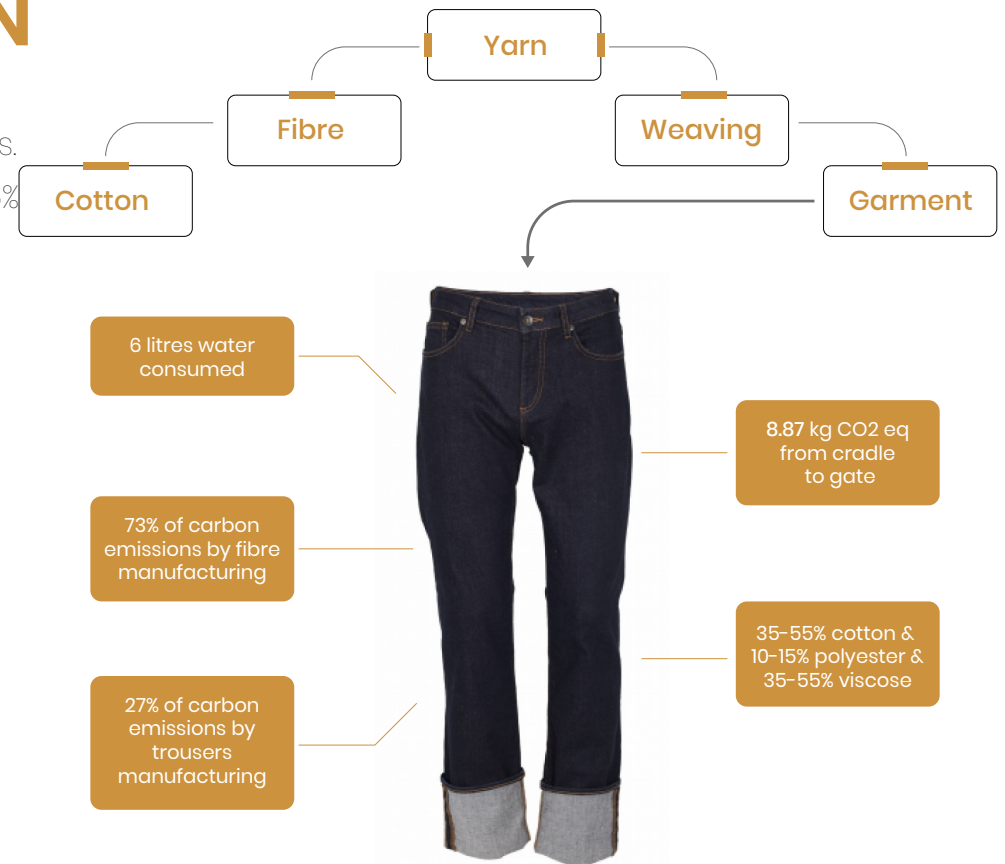 N
Yarn
Fibre
Weaving
s.
%
Cotton
Garment
6 litres water
consumed
8.87 kg CO2 eq
from cradle
to gate
73% of carbon
emissions by fibre
manufacturing
35-55% cotton &
10-15% polyester &
35-55% viscose
27% of carbon
emissions by
trousers
manufacturing